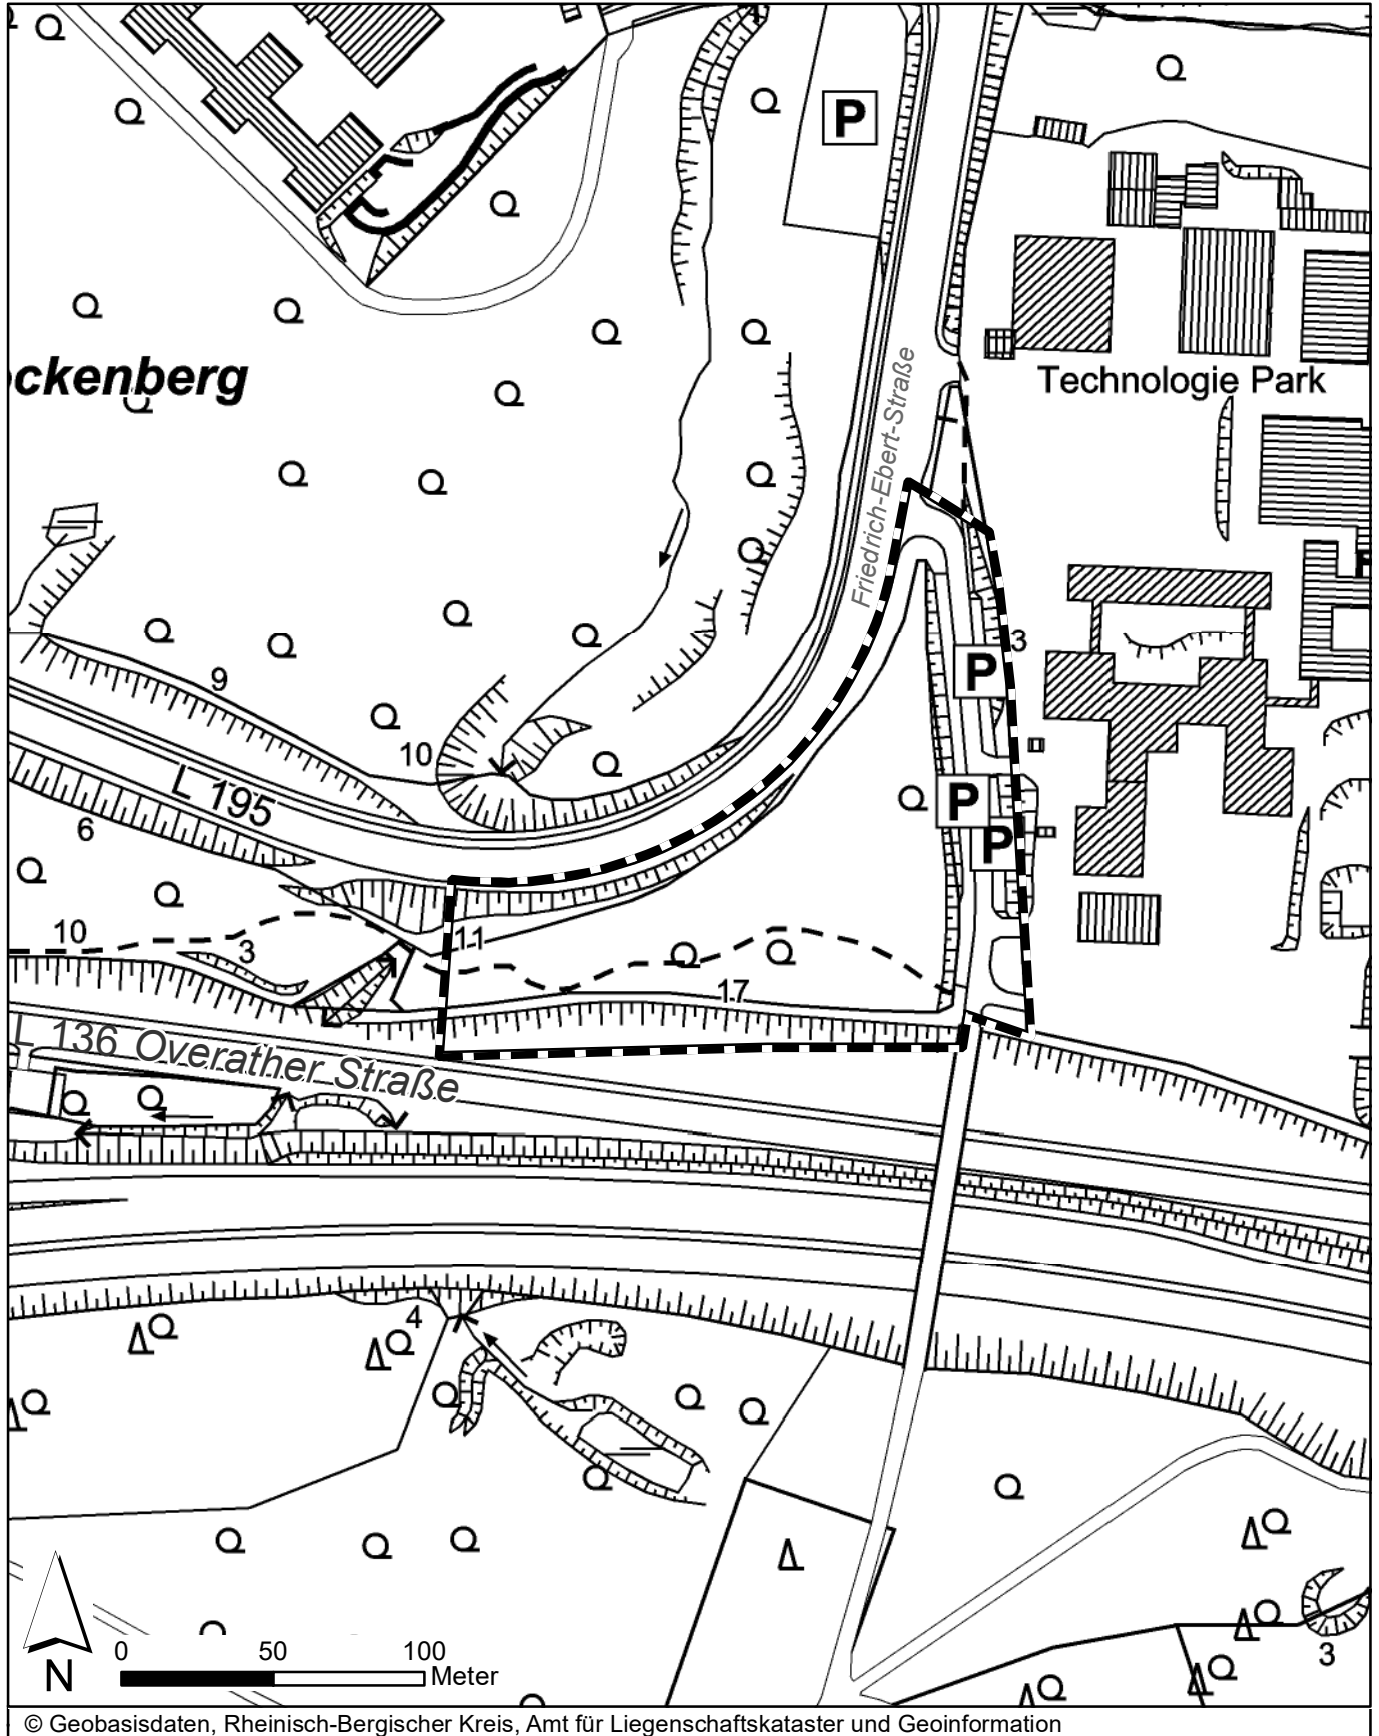 P
Technologie Park
ockenberg
Friedrich-Ebert-Straße
3
P
9
10
L 195
P
P
6
10
3
11
17
L 136 Overather Straße
4
3
0 50 100
Meter
N
© Geobasisdaten, Rheinisch-Bergischer Kreis, Amt für Liegenschaftskataster und Geoinformation